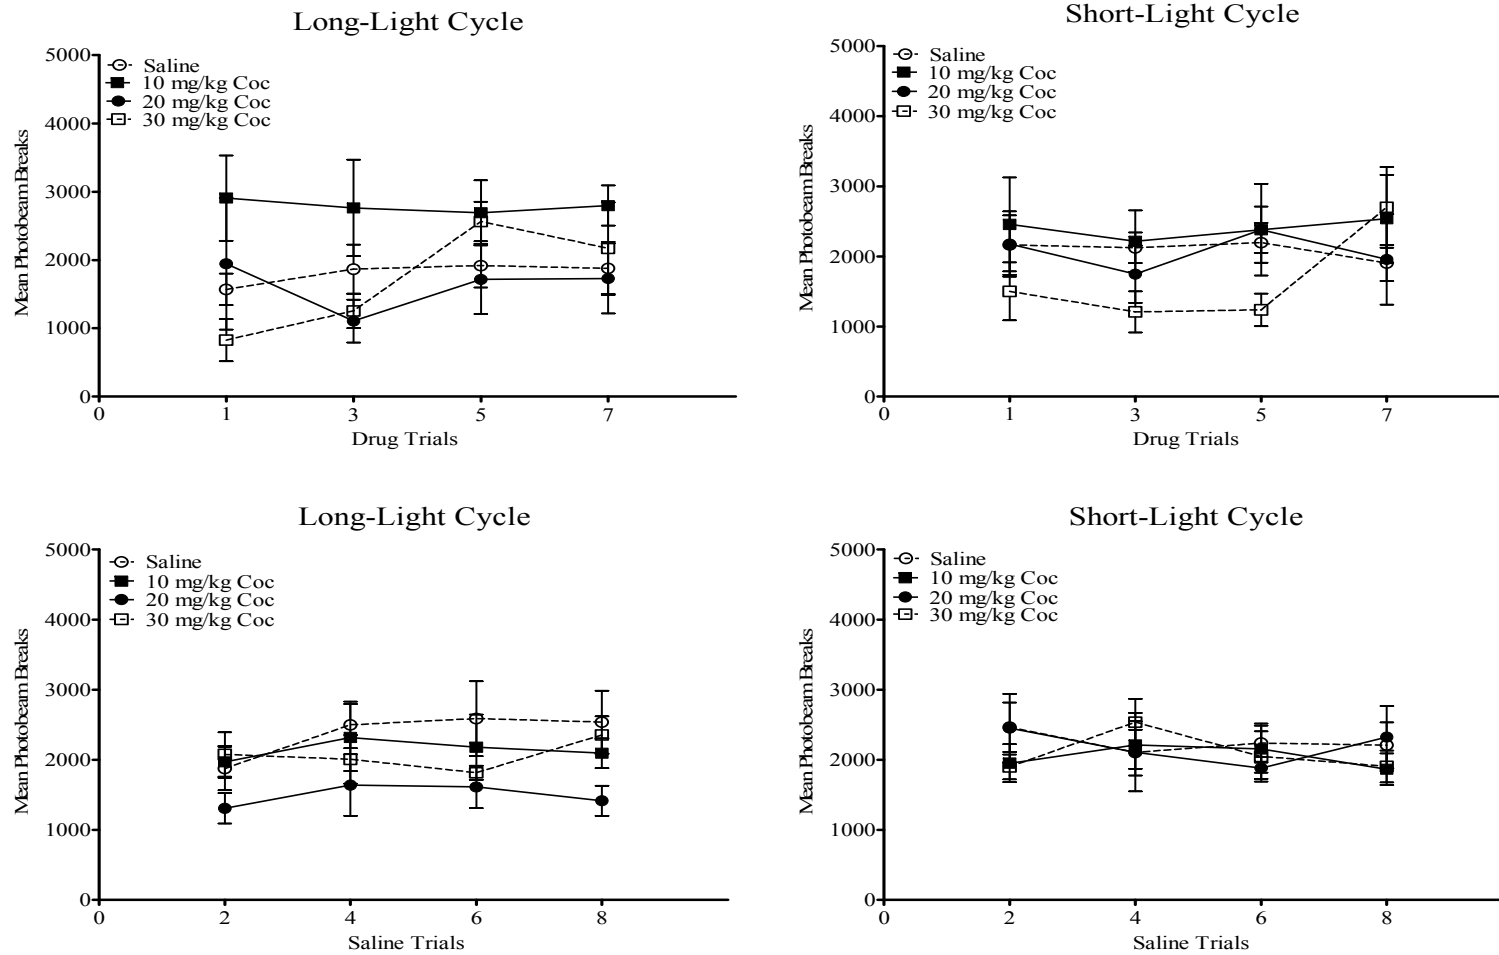 Long-Light Cycle
5000
4000
3000
2000
1000
0
Mean Photobeam Breaks
Saline
10 mg/kg Coc
20 mg/kg Coc
30 mg/kg Coc
0 1 3 5 7
Drug Trials
Short-Light Cycle
5000
4000
3000
2000
1000
0
Mean Photobeam Breaks
Saline
10 mg/kg Coc
20 mg/kg Coc
30 mg/kg Coc
0 1 3 5 7
Drug Trials
Long-Light Cycle
5000
4000
3000
2000
1000
0
Mean Photobeam Breaks
Saline
10 mg/kg Coc
20 mg/kg Coc
30 mg/kg Coc
0 2 4 6 8
Saline Trials
Short-Light Cycle
5000
4000
3000
2000
1000
0
Mean Photobeam Breaks
Saline
10 mg/kg Coc
20 mg/kg Coc
30 mg/kg Coc
0 2 4 6 8
Saline Trials